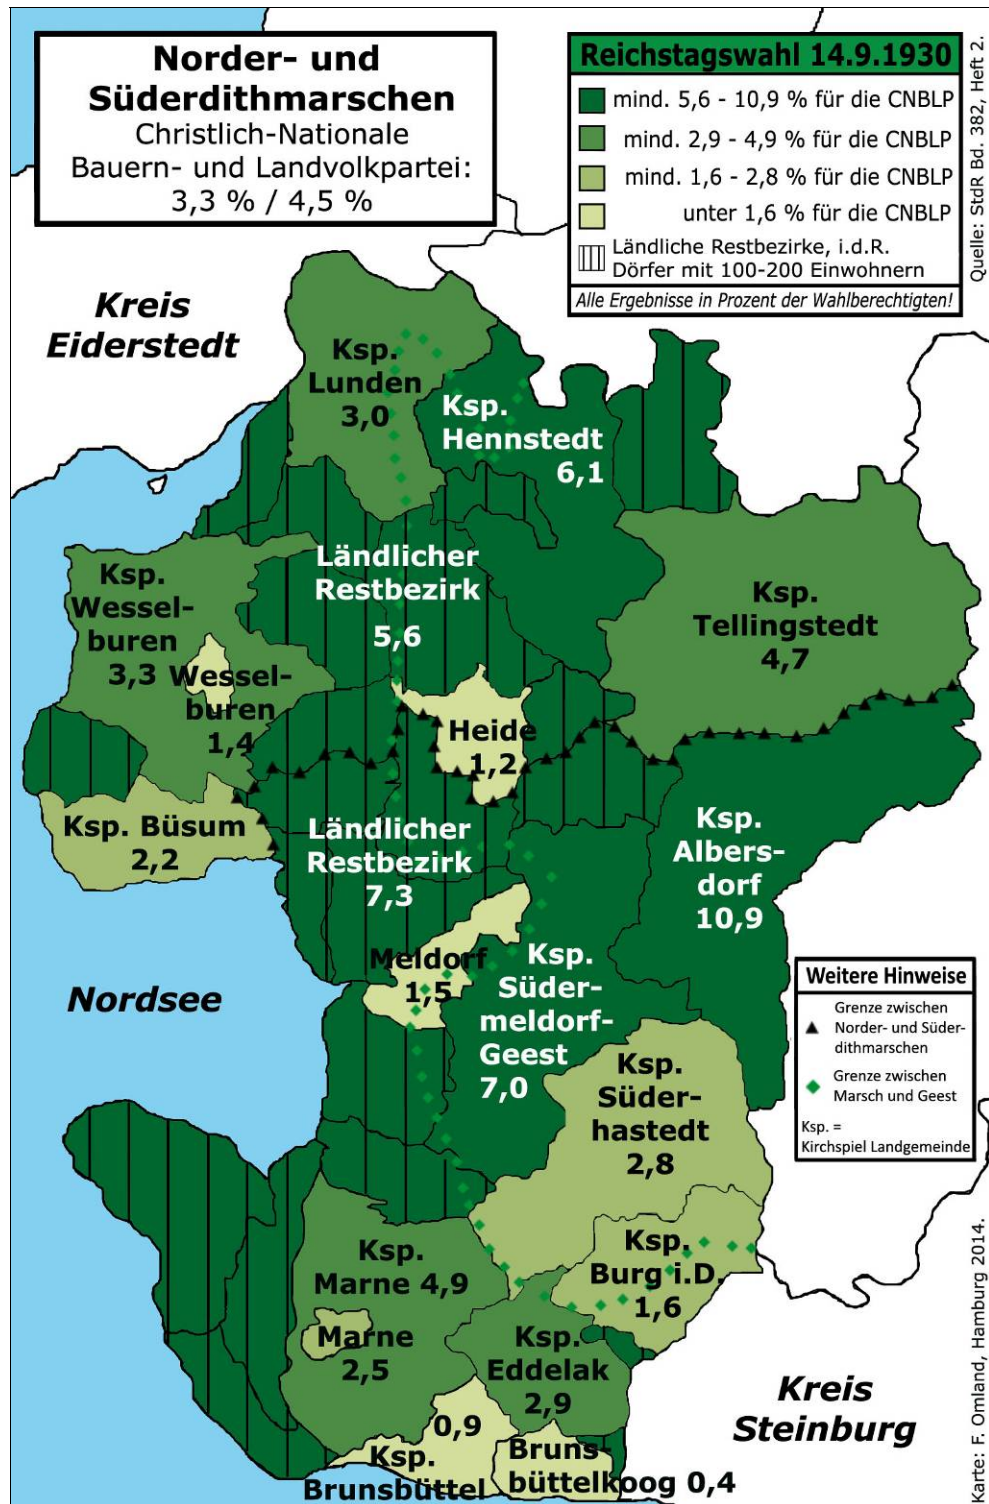 Norder- und
Süderdithmarschen
Christlich-Nationale
Bauern- und Landvolkpartei:
3,3 % / 4,5 %
Reichstagswahl 14.9.1930
mind. 5,6 - 10,9 % für die CNBLP
mind. 2,9 - 4,9 % für die CNBLP
mind. 1,6 - 2,8 % für die CNBLP
unter 1,6 % für die CNBLP
Ländliche Restbezirke, i.d.R.
Dörfer mit 100-200 Einwohnern
Alle Ergebnisse in Prozent der Wahlberechtigten!
Quelle: StdR Bd. 382, Heft 2.
Kreis
Eiderstedt
Ksp.
Lunden
3,0
Ksp.
Hennstedt
6,1
Ländlicher
Restbezirk
5,6
Ksp.
Wessel-
buren
3,3
Wessel-
buren
1,4
Ksp.
Tellingstedt
4,7
Heide
1,2
Ksp. Büsum
2,2
Ländlicher
Restbezirk
7,3
Ksp.
Albers-
dorf
10,9
Meldorf
1,5
Ksp.
Süder-
meldorf-
Geest
7,0
Nordsee
Weitere Hinweise
Grenze zwischen
Norder- und Süder-
dithmarschen
Grenze zwischen
Marsch und Geest
Ksp. =
Kirchspiel Landgemeinde
Ksp.
Süder-
hastedt
2,8
Ksp.
Burg i.D.
1,6
Ksp.
Marne 4,9
Marne
2,5
Ksp.
Eddelak
2,9
0,9
Ksp.
Brunsbüttel
Bruns-
büttelkoog 0,4
Kreis
Steinburg
Karte: F. Omland, Hamburg 2014.